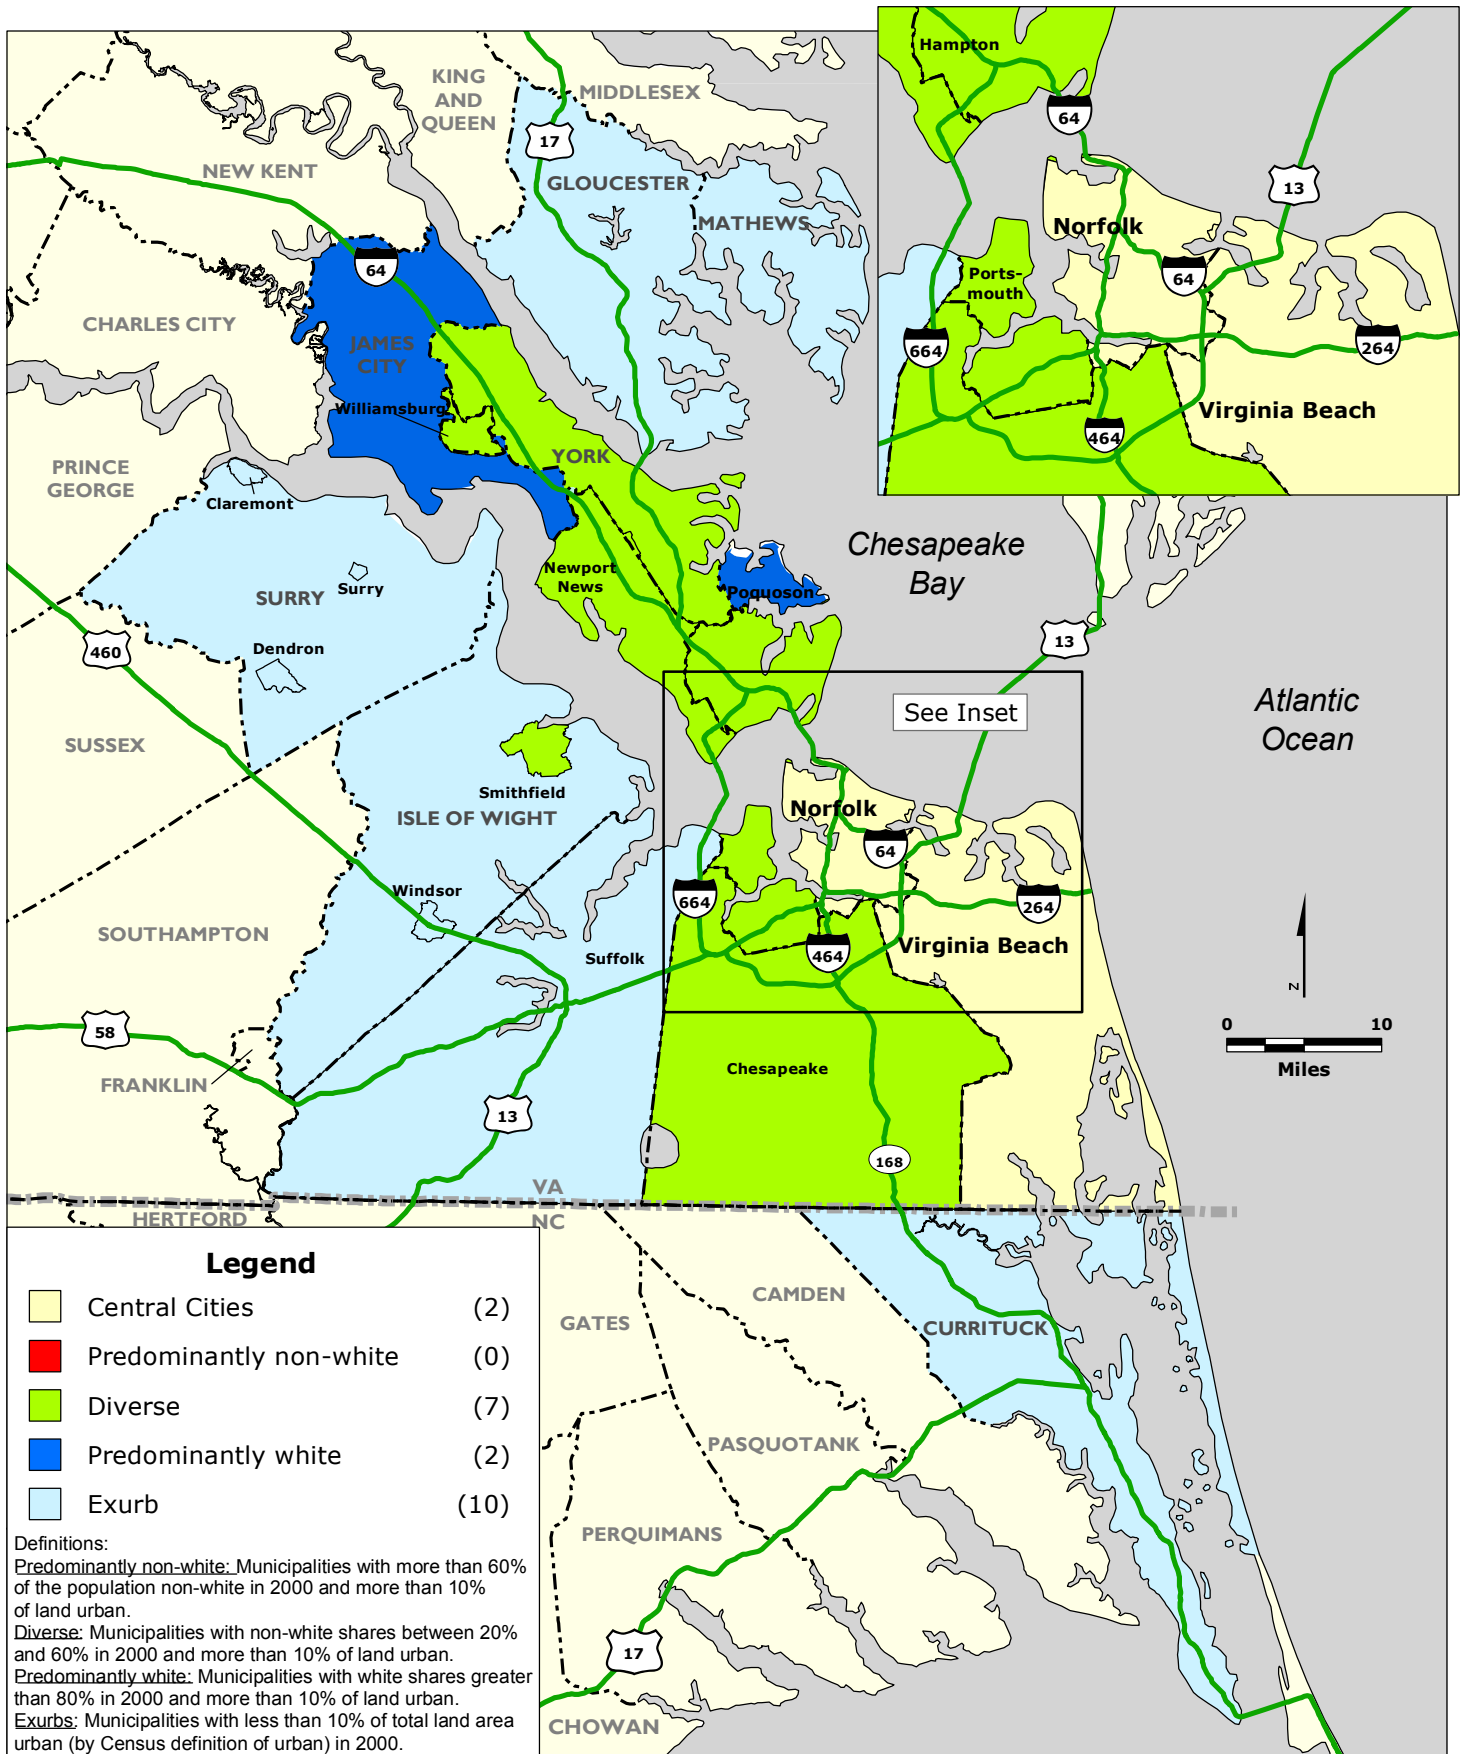 KING
AND
QUEEN
MIDDLESEX
17
NEW KENT
GLOUCESTER
MATHEWS
64
CHARLES CITY
JAMES
CITY
Williamsburg
YORK
PRINCE
GEORGE
Claremont
Surry
SURRY
Newport
News
Poquoson
Dendron
460
SUSSEX
Smithfield
ISLE OF WIGHT
Windsor
SOUTHAMPTON
Suffolk
58
FRANKLIN
13
Hampton
64
13
Norfolk
64
Ports-
mouth
664
264
Virginia Beach
464
Chesapeake
Bay
13
See Inset
Atlantic
Ocean
Norfolk
64
664
264
Virginia Beach
464
N
0 10
Miles
Chesapeake
168
VA
NC
HERTFORD
GATES
CAMDEN
CURRITUCK
PASQUOTANK
PERQUIMANS
17
CHOWAN
Legend
Central Cities (2)
Predominantly non-white (0)
Diverse (7)
Predominantly white (2)
Exurb (10)
Definitions:
Predominantly non-white: Municipalities with more than 60%
of the population non-white in 2000 and more than 10%
of land urban.
Diverse: Municipalities with non-white shares between 20%
and 60% in 2000 and more than 10% of land urban.
Predominantly white: Municipalities with white shares greater
than 80% in 2000 and more than 10% of land urban.
Exurbs: Municipalities with less than 10% of total land area
urban (by Census definition of urban) in 2000.